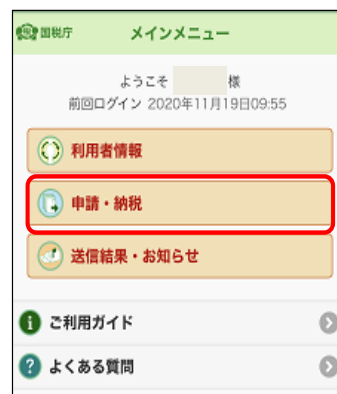 国税庁 メインメニュー
ようこそ 様
前回ログイン 2020年11月19日09:55
利用者情報
申請・納税
送信結果・お知らせ
ご利用ガイド
よくある質問